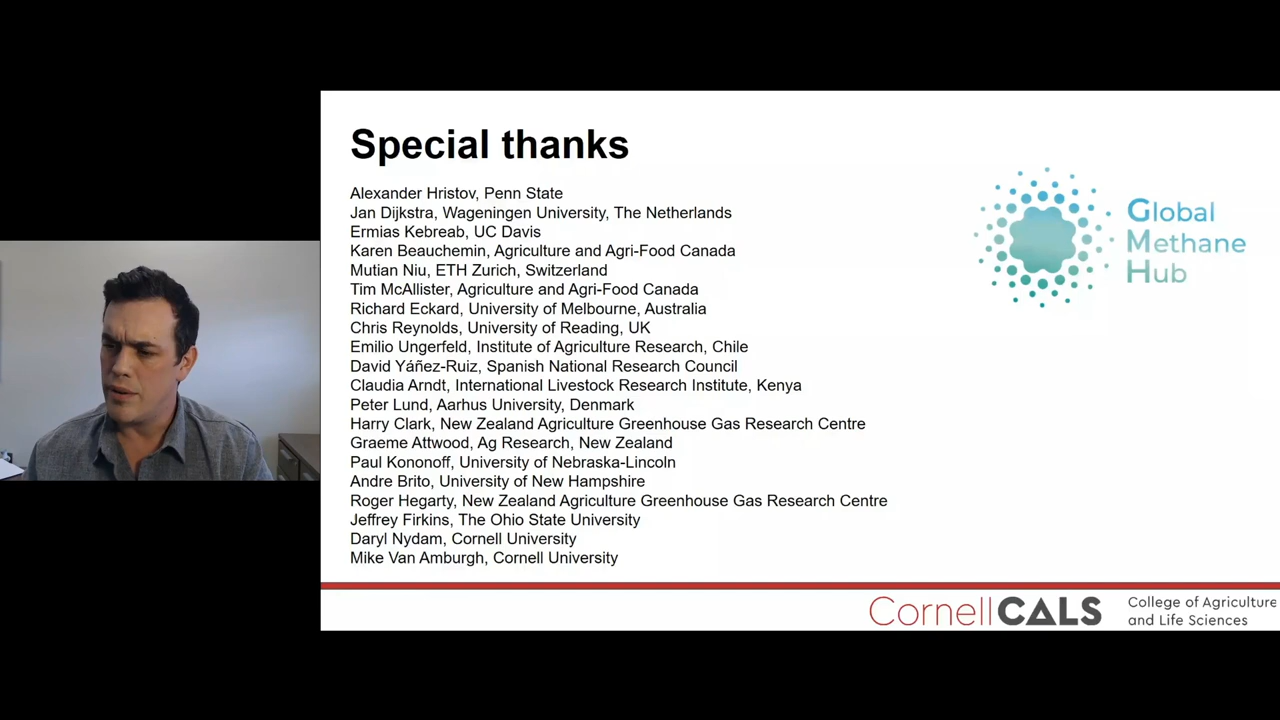 Special thanks
Alexander Hristov, Penn State
Jan Dijkstra, Wageningen University, The Netherlands
Ermias Kebreab, UC Davis
Karen Beauchemin, Agriculture and Agri-Food Canada
Mutian Niu, ETH Zurich, Switzerland
Tim McAllister, Agriculture and Agri-Food Canada
Richard Eckard, University of Melbourne, Australia
Chris Reynolds, University of Reading, UK
Emilio Ungerfeld, Institute of Agriculture Research, Chile
David Yáñez-Ruiz, Spanish National Research Council
Claudia Arndt, International Livestock Research Institute, Kenya
Peter Lund, Aarhus University, Denmark
Harry Clark, New Zealand Agriculture Greenhouse Gas Research Centre
Graeme Attwood, Ag Research, New Zealand
Paul Kononoff, University of Nebraska-Lincoln
Andre Brito, University of New Hampshire
Roger Hegarty, New Zealand Agriculture Greenhouse Gas Research Centre
Jeffrey Firkins, The Ohio State University
Daryl Nydam, Cornell University
Mike Van Amburgh, Cornell University
Global
Methane
Hub
CornellCALS
College of Agriculture
and Life Sciences